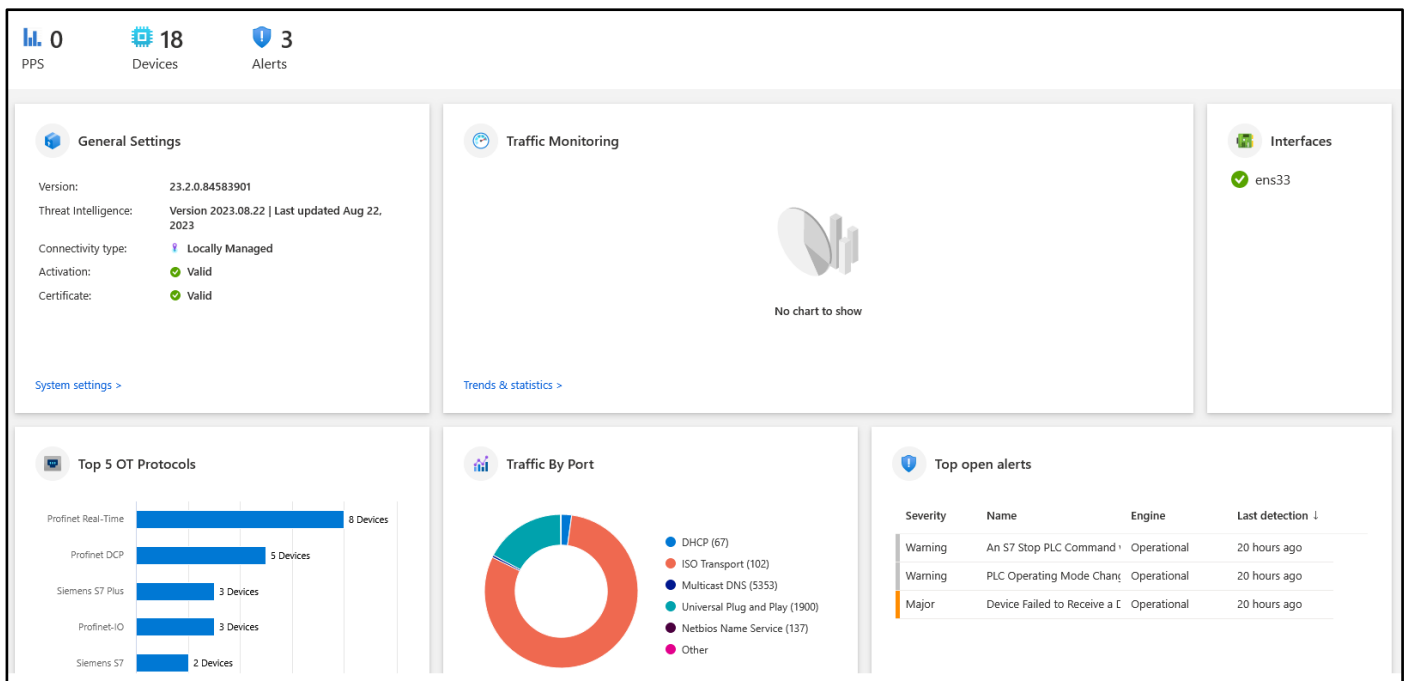 0
PPS
18
Devices
3
Alerts
General Settings
Version: 23.2.0.84583901
Threat Intelligence: Version 2023.08.22 | Last updated Aug 22,
2023
Connectivity type: Locally Managed
Activation: Valid
Certificate: Valid
System settings >
Traffic Monitoring
No chart to show
Trends & statistics >
Interfaces
ens33
Top 5 OT Protocols
Profinet Real-Time 8 Devices
Profinet DCP 5 Devices
Siemens S7 Plus 3 Devices
Profinet-IO 3 Devices
Siemens S7 2 Devices
Traffic By Port
DHCP (67)
ISO Transport (102)
Multicast DNS (5353)
Universal Plug and Play (1900)
Netbios Name Service (137)
Other
Top open alerts
Severity Name Engine Last detection ↓
Warning An S7 Stop PLC Command Operational 20 hours ago
Warning PLC Operating Mode Chang Operational 20 hours ago
Major Device Failed to Receive a D Operational 20 hours ago